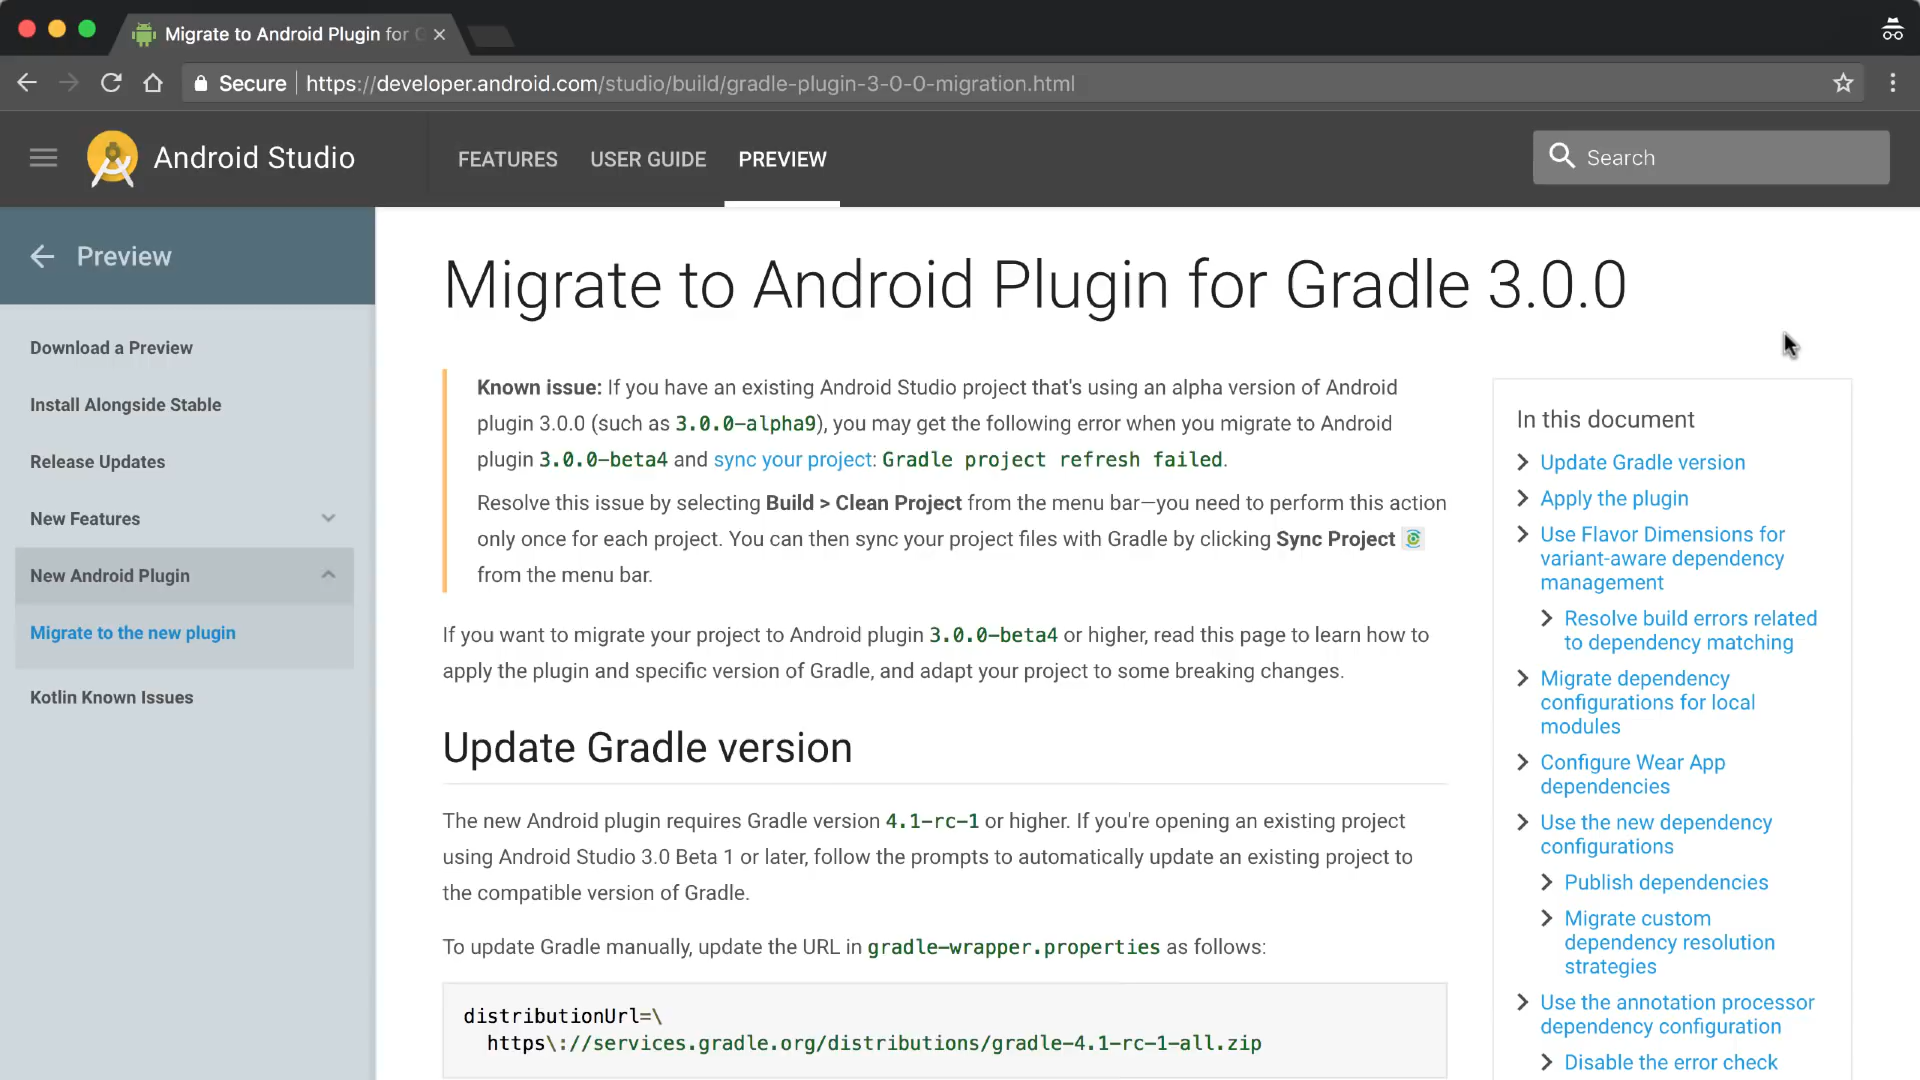 Migrate to Android Plugin for G
Secure
https://developer.android.com/studio/build/gradle-plugin-3-0-0-migration.html
Android Studio
FEATURES
USER GUIDE
PREVIEW
Search
Preview
Download a Preview
Install Alongside Stable
Release Updates
New Features
New Android Plugin
Migrate to the new plugin
Kotlin Known Issues
Migrate to Android Plugin for Gradle 3.0.0
Known issue: If you have an existing Android Studio project that's using an alpha version of Android
plugin 3.0.0 (such as 3.0.0-alpha9), you may get the following error when you migrate to Android
plugin 3.0.0-beta4 and sync your project: Gradle project refresh failed.
Resolve this issue by selecting Build > Clean Project from the menu bar—you need to perform this action
only once for each project. You can then sync your project files with Gradle by clicking Sync Project
from the menu bar.
If you want to migrate your project to Android plugin 3.0.0-beta4 or higher, read this page to learn how to
apply the plugin and specific version of Gradle, and adapt your project to some breaking changes.
Update Gradle version
The new Android plugin requires Gradle version 4.1-rc-1 or higher. If you're opening an existing project
using Android Studio 3.0 Beta 1 or later, follow the prompts to automatically update an existing project to
the compatible version of Gradle.
To update Gradle manually, update the URL in gradle-wrapper.properties as follows:
distributionUrl=\
https\://services.gradle.org/distributions/gradle-4.1-rc-1-all.zip
In this document
Update Gradle version
Apply the plugin
Use Flavor Dimensions for
variant-aware dependency
management
Resolve build errors related
to dependency matching
Migrate dependency
configurations for local
modules
Configure Wear App
dependencies
Use the new dependency
configurations
Publish dependencies
Migrate custom
dependency resolution
strategies
Use the annotation processor
dependency configuration
Disable the error check